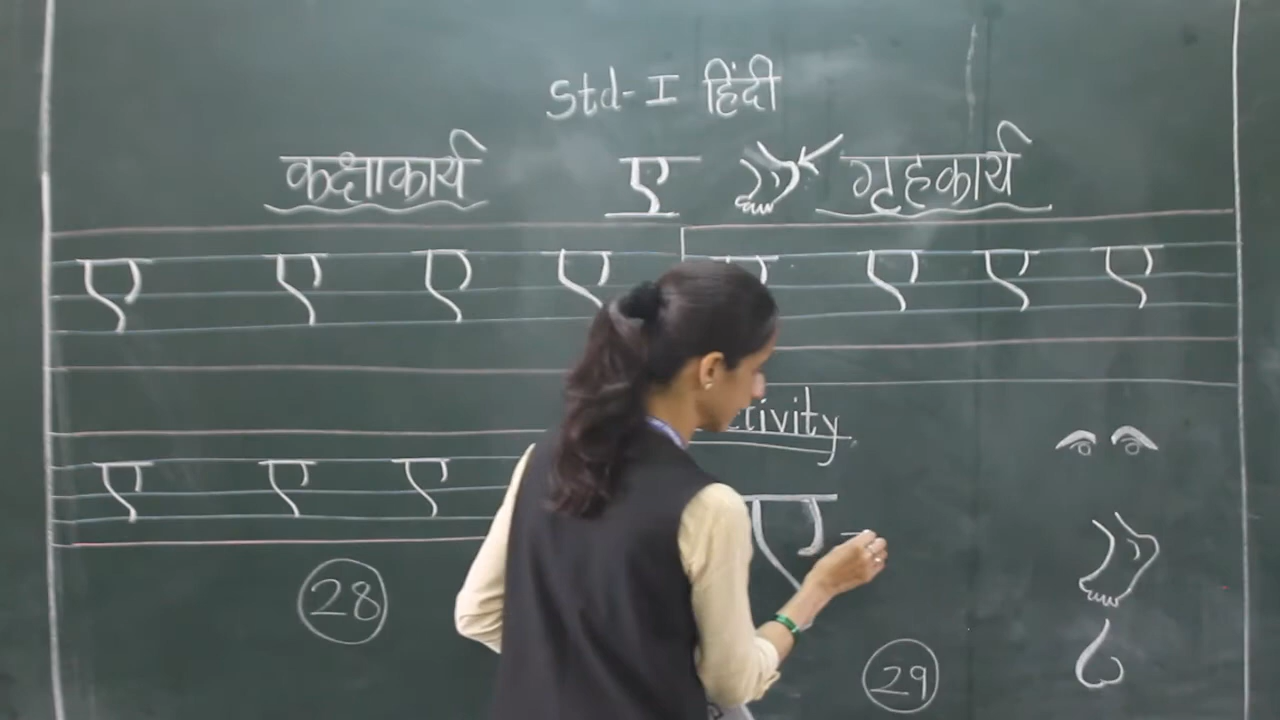 Std-I हिंदी
कक्षाकार्य ए गृहकार्य
ए ए ए ए ए ए ए ए
ए ए ए
ए -
28
29